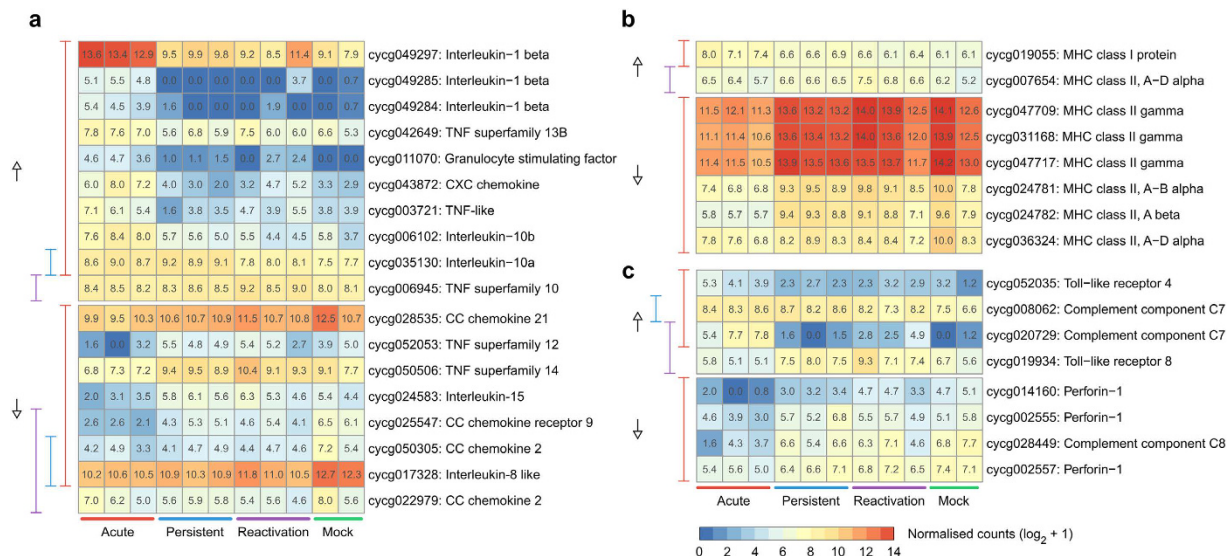 a
13.6 13.4 12.9 9.5 9.9 9.8 9.2 8.5 11.4 9.1 7.9 cycg049297: Interleukin-1 beta
5.1 5.5 4.8 0.0 0.0 0.0 0.0 0.0 3.7 0.0 0.7 cycg049285: Interleukin-1 beta
5.4 4.5 3.9 1.6 0.0 0.0 0.0 1.9 0.0 0.0 0.7 cycg049284: Interleukin-1 beta
7.8 7.6 7.0 5.6 6.8 5.9 7.5 6.0 6.0 6.6 5.3 cycg042649: TNF superfamily 13B
4.6 4.7 3.6 1.0 1.1 1.5 0.0 2.7 2.4 0.0 0.0 cycg011070: Granulocyte stimulating factor
6.0 8.0 7.2 4.0 3.0 2.0 3.2 4.7 5.2 3.3 2.9 cycg043872: CXC chemokine
7.1 6.1 5.4 1.6 3.8 3.5 4.7 3.9 5.5 3.8 3.9 cycg003721: TNF-like
7.6 8.4 8.0 5.7 5.6 5.0 5.5 4.4 4.5 5.8 3.7 cycg006102: Interleukin-10b
8.6 9.0 8.7 9.2 8.9 9.1 7.8 8.0 8.1 7.5 7.7 cycg035130: Interleukin-10a
8.4 8.5 8.2 8.3 8.5 8.5 9.2 8.5 9.0 8.0 8.1 cycg006945: TNF superfamily 10
9.9 9.5 10.3 10.6 10.7 10.9 11.5 10.7 10.8 12.5 10.7 cycg028535: CC chemokine 21
1.6 0.0 3.2 5.5 4.8 4.9 5.4 5.2 2.7 3.9 5.0 cycg052053: TNF superfamily 12
6.8 7.3 7.2 9.4 9.5 8.9 10.4 9.1 9.3 9.1 7.7 cycg050506: TNF superfamily 14
2.0 3.1 3.5 5.8 6.1 5.6 6.3 5.3 4.6 5.4 4.4 cycg024583: Interleukin-15
2.6 2.6 2.1 4.3 5.3 5.1 4.6 5.4 4.1 6.5 6.1 cycg025547: CC chemokine receptor 9
4.2 4.9 3.3 5.2 4.9 4.9 4.4 4.7 4.6 7.2 5.4 cycg050305: CC chemokine 2
10.2 10.6 10.5 10.9 10.3 10.9 11.8 11.0 10.5 12.7 12.3 cycg017328: Interleukin-8 like
7.0 6.2 5.0 5.6 5.9 5.8 5.4 5.6 4.6 8.0 5.6 cycg022979: CC chemokine 2
Acute Persistent Reactivation Mock
b
8.0 7.1 7.4 6.6 6.6 6.9 6.6 6.6 6.6 6.1 6.1 cycg019055: MHC class I protein
6.5 6.4 5.7 6.6 6.6 6.5 7.5 6.8 6.6 6.2 5.2 cycg007654: MHC class II, A-D alpha
11.5 12.1 11.3 13.6 13.2 13.2 14.0 13.9 12.5 14.1 12.6 cycg047709: MHC class II gamma
11.1 11.4 10.6 13.6 13.4 13.2 14.0 13.6 12.0 13.9 12.5 cycg031168: MHC class II gamma
11.4 11.5 10.5 13.9 13.5 13.6 13.5 13.7 11.7 14.2 13.0 cycg047717: MHC class II gamma
7.4 6.8 6.8 9.3 9.5 8.9 9.8 9.1 8.5 10.0 7.8 cycg024781: MHC class II, A-B alpha
5.8 5.7 5.7 9.4 9.3 8.8 9.1 8.8 7.1 9.6 7.9 cycg024782: MHC class II, A beta
7.8 7.6 6.8 8.2 8.9 8.3 8.4 8.4 7.2 10.0 8.3 cycg036324: MHC class II, A-D alpha
c
5.3 4.1 3.9 2.3 2.3 2.3 2.3 3.2 2.9 3.2 1.2 cycg052035: Toll-like receptor 4
8.4 8.3 8.6 8.7 8.2 8.6 8.2 7.3 8.2 7.5 6.6 cycg008062: Complement component C7
5.4 7.7 7.8 1.6 0.0 1.5 2.8 2.5 4.9 0.0 1.2 cycg020729: Complement component C7
5.8 5.1 5.1 7.5 8.0 7.5 9.3 7.1 7.4 6.7 5.6 cycg019934: Toll-like receptor 8
2.0 0.0 0.8 3.0 3.2 3.4 4.7 4.7 3.3 4.7 5.1 cycg014160: Perforin-1
4.6 3.9 3.0 5.7 5.2 6.8 5.5 5.7 4.9 5.1 5.8 cycg002555: Perforin-1
1.6 4.3 3.7 6.6 5.4 6.6 6.3 7.1 4.6 6.8 7.7 cycg028449: Complement component C8
5.4 5.6 5.0 6.4 6.6 7.1 6.8 7.2 6.2 7.4 7.1 cycg002557: Perforin-1
Acute Persistent Reactivation Mock
Normalised counts (log2 + 1)
0 2 4 6 8 10 12 14